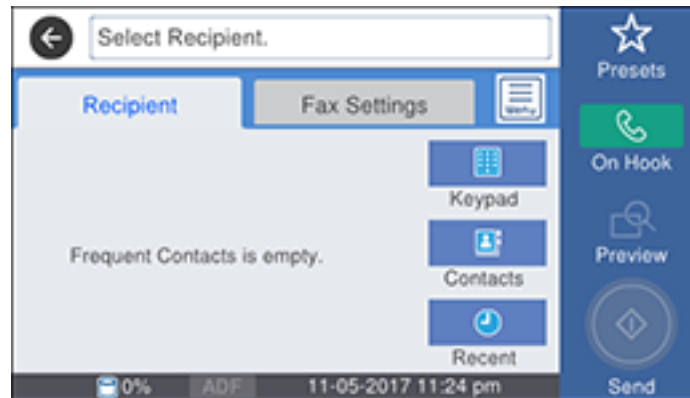 Select Recipient.
Presets
Recipient
Fax Settings
Menu
On Hook
Keypad
Frequent Contacts is empty.
Contacts
Preview
Recent
0% ADF 11-05-2017 11:24 pm
Send